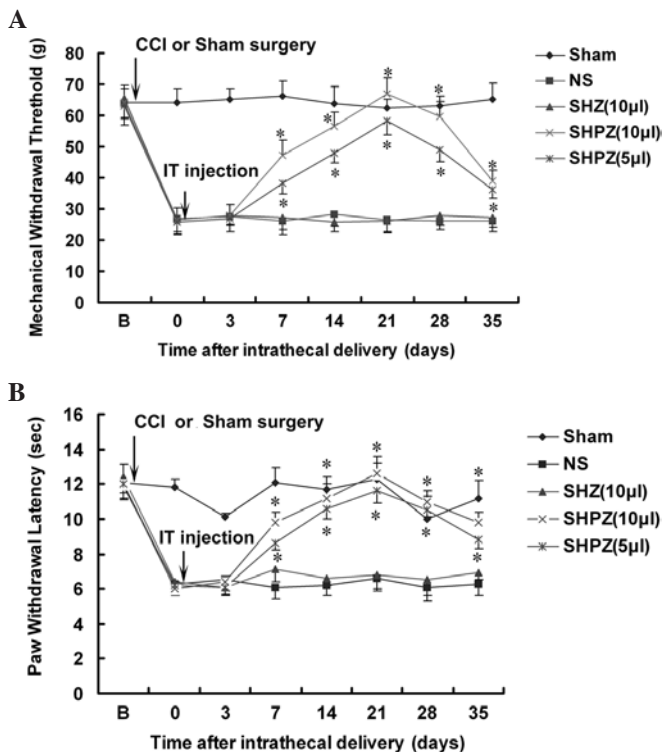 A
Mechanical Withdrawal Threthold (g)
80
70
60
50
40
30
20
10
0
CCI or Sham surgery
IT injection
* * * *
* * * * *
B 0 3 7 14 21 28 35
Time after intrathecal delivery (days)
Sham
NS
SHZ(10μl)
SHPZ(10μl)
SHPZ(5μl)
B
Paw Withdrawal Latency (sec)
16
14
12
10
8
6
4
2
0
CCI or Sham surgery
IT injection
* * * * *
* * * * *
B 0 3 7 14 21 28 35
Time after intrathecal delivery (days)
Sham
NS
SHZ(10μl)
SHPZ(10μl)
SHPZ(5μl)